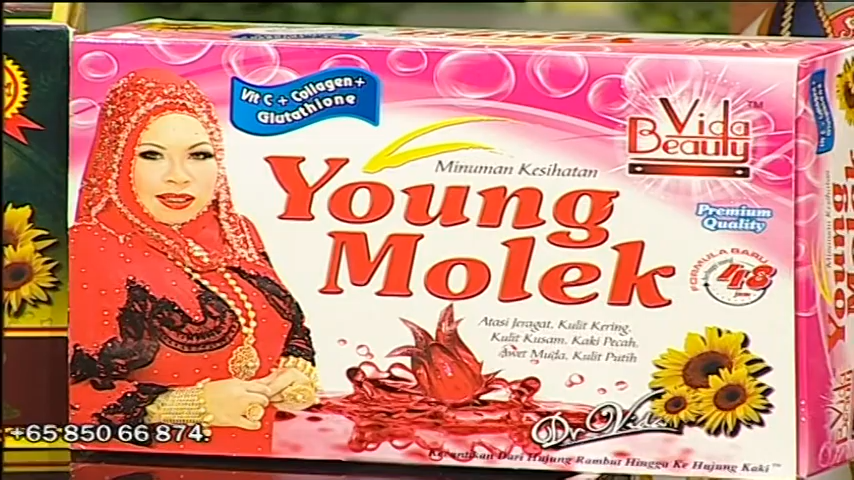 Vit C + Collagen +
Glutathione
Vida
Beauty
TM
Minuman Kesihatan
Young
Molek
Premium
Quality
FORMULA BARU
48
jam
Atasi Jeragat. Kulit Kering.
Kulit Kusam. Kaki Pecah.
Awet Muda. Kulit Putih
Dr. Vida
Kecantikan Dari Hujung Rambut Hingga Ke Hujung Kaki
+65 850 66 874.